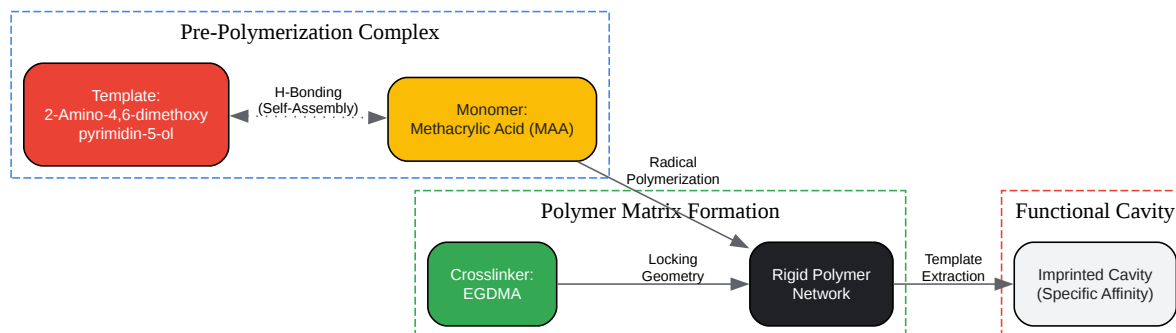 Pre-Polymerization Complex
Template:
2-Amino-4,6-dimethoxy
pyrimidin-5-ol
H-Bonding
(Self-Assembly)
Monomer:
Methacrylic Acid (MAA)
Radical
Polymerization
Polymer Matrix Formation
Crosslinker:
EGDMA
Locking
Geometry
Rigid Polymer
Network
Template
Extraction
Functional Cavity
Imprinted Cavity
(Specific Affinity)